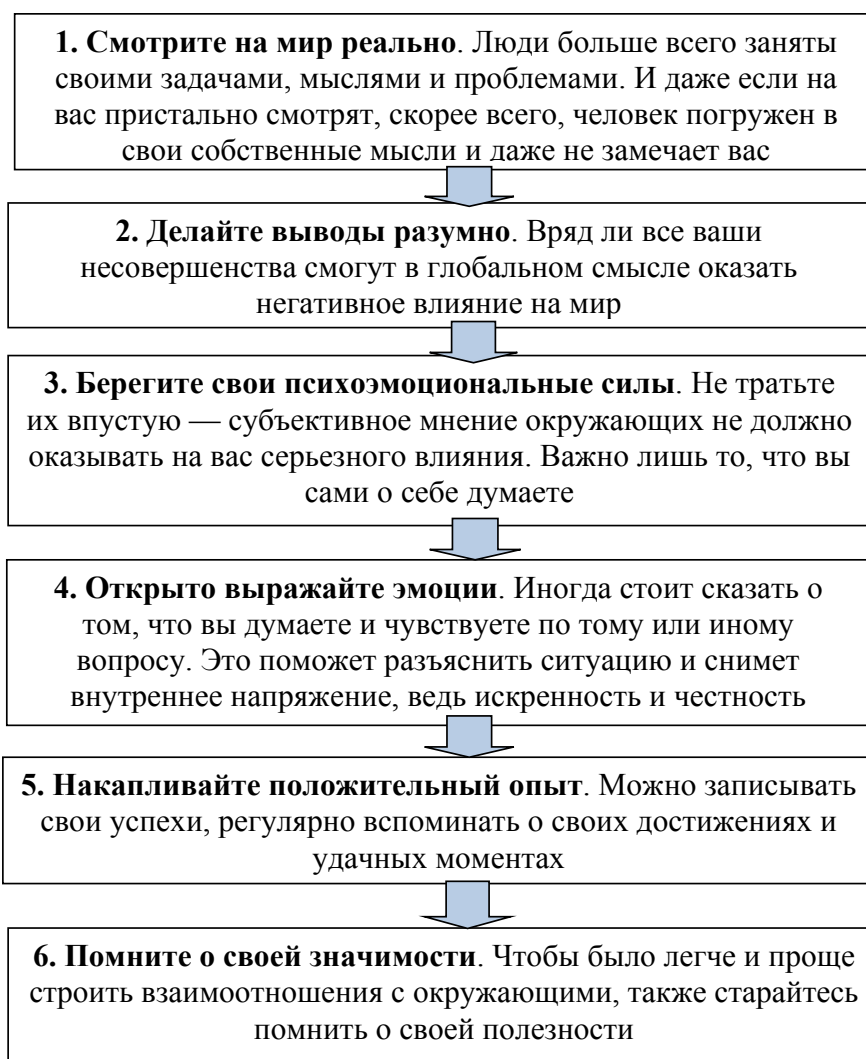 1. Смотрите на мир реально. Люди больше всего заняты
своими задачами, мыслями и проблемами. И даже если на
вас пристально смотрят, скорее всего, человек погружен в
свои собственные мысли и даже не замечает вас
2. Делайте выводы разумно. Вряд ли все ваши
несовершенства смогут в глобальном смысле оказать
негативное влияние на мир
3. Берегите свои психоэмоциональные силы. Не тратьте
их впустую — субъективное мнение окружающих не должно
оказывать на вас серьезного влияния. Важно лишь то, что вы
сами о себе думаете
4. Открыто выражайте эмоции. Иногда стоит сказать о
том, что вы думаете и чувствуете по тому или иному
вопросу. Это поможет разъяснить ситуацию и снимет
внутреннее напряжение, ведь искренность и честность
5. Накапливайте положительный опыт. Можно записывать
свои успехи, регулярно вспоминать о своих достижениях и
удачных моментах
6. Помните о своей значимости. Чтобы было легче и проще
строить взаимоотношения с окружающими, также старайтесь
помнить о своей полезности